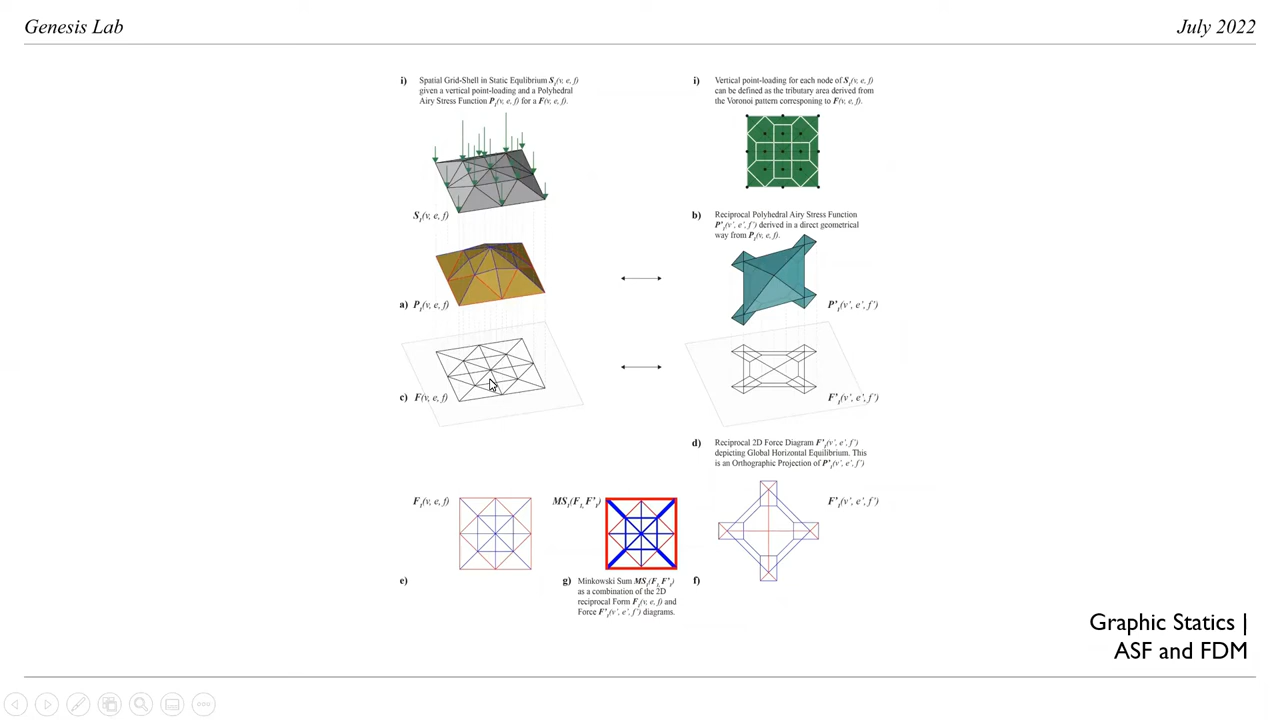 Genesis Lab
July 2022
i) Spatial Grid-Shell in Static Equlibrium S₁(v, e, f)
given a vertical point-loading and a Polyhedral
Airy Stress Function P₁(v, e, f) for a F(v, e, f).
i) Vertical point-loading for each node of S₁(v, e, f)
can be defined as the tributary area derived from
the Voronoi pattern corresponing to F(v, e, f).
S₁(v, e, f)
b) Reciprocal Polyhedral Airy Stress Function
P'₁(v', e', f') derived in a direct geometrical
way from P₁(v, e, f).
a) P₁(v, e, f)
P'₁(v', e', f')
c) F(v, e, f)
F'₁(v', e', f')
d) Reciprocal 2D Force Diagram F'₁(v', e', f')
depicting Global Horizontal Equilibrium. This
is an Orthographic Projection of P'₁(v', e', f')
F₁(v, e, f)
MS₁(F₁, F'₁)
F'₁(v', e', f')
e)
g) Minkowski Sum MS₁(F₁, F'₁)
as a combination of the 2D
reciprocal Form F₁(v, e, f) and
Force F'₁(v', e', f') diagrams.
f)
Graphic Statics |
ASF and FDM